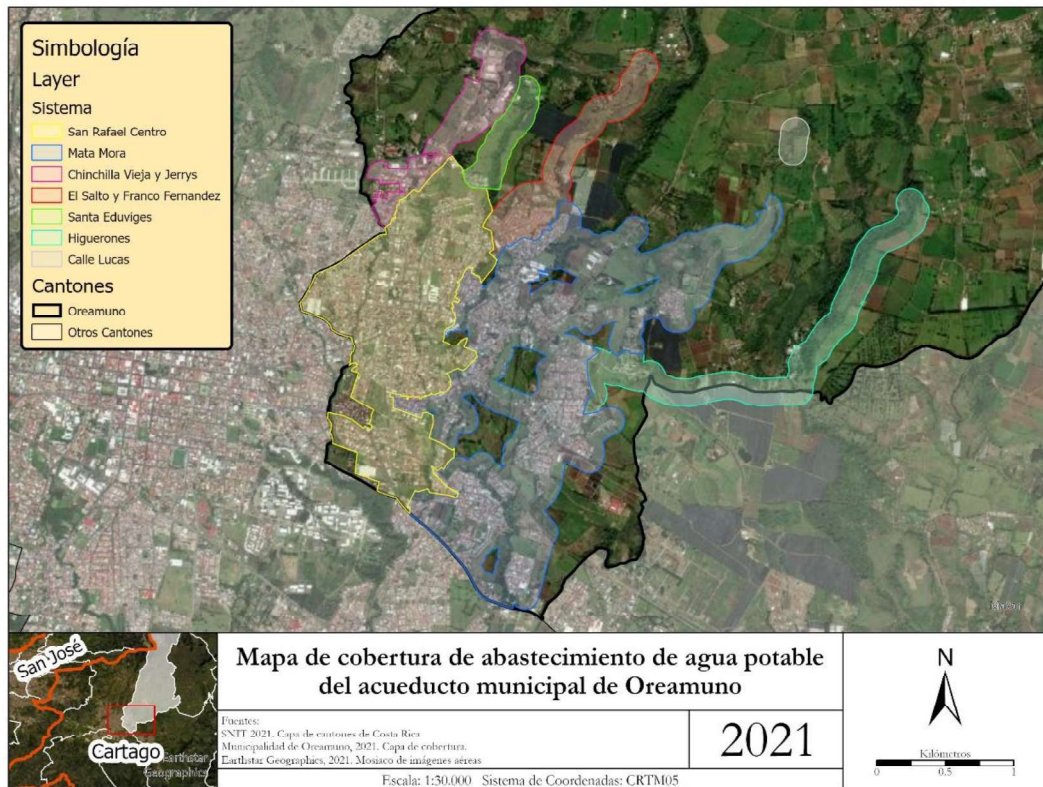 Simbología
Layer
Sistema
San Rafael Centro
Mata Mora
Chinchilla Vieja y Jerrys
El Salto y Franco Fernandez
Santa Eduviges
Higuerones
Calle Lucas
Cantones
Oreamuno
Otros Cantones
San José
Cartago
Earthstar
Geographics
Mapa de cobertura de abastecimiento de agua potable
del acueducto municipal de Oreamuno
Fuentes:
SNIT 2021. Capa de cantones de Costa Rica
Municipalidad de Oreamuno, 2021. Capa de cobertura.
Earthstar Geographics, 2021. Mosiaco de imágenes aéreas
2021
Escala: 1:30.000 Sistema de Coordenadas: CRTM05
N
Kilómetros
0 0.5 1